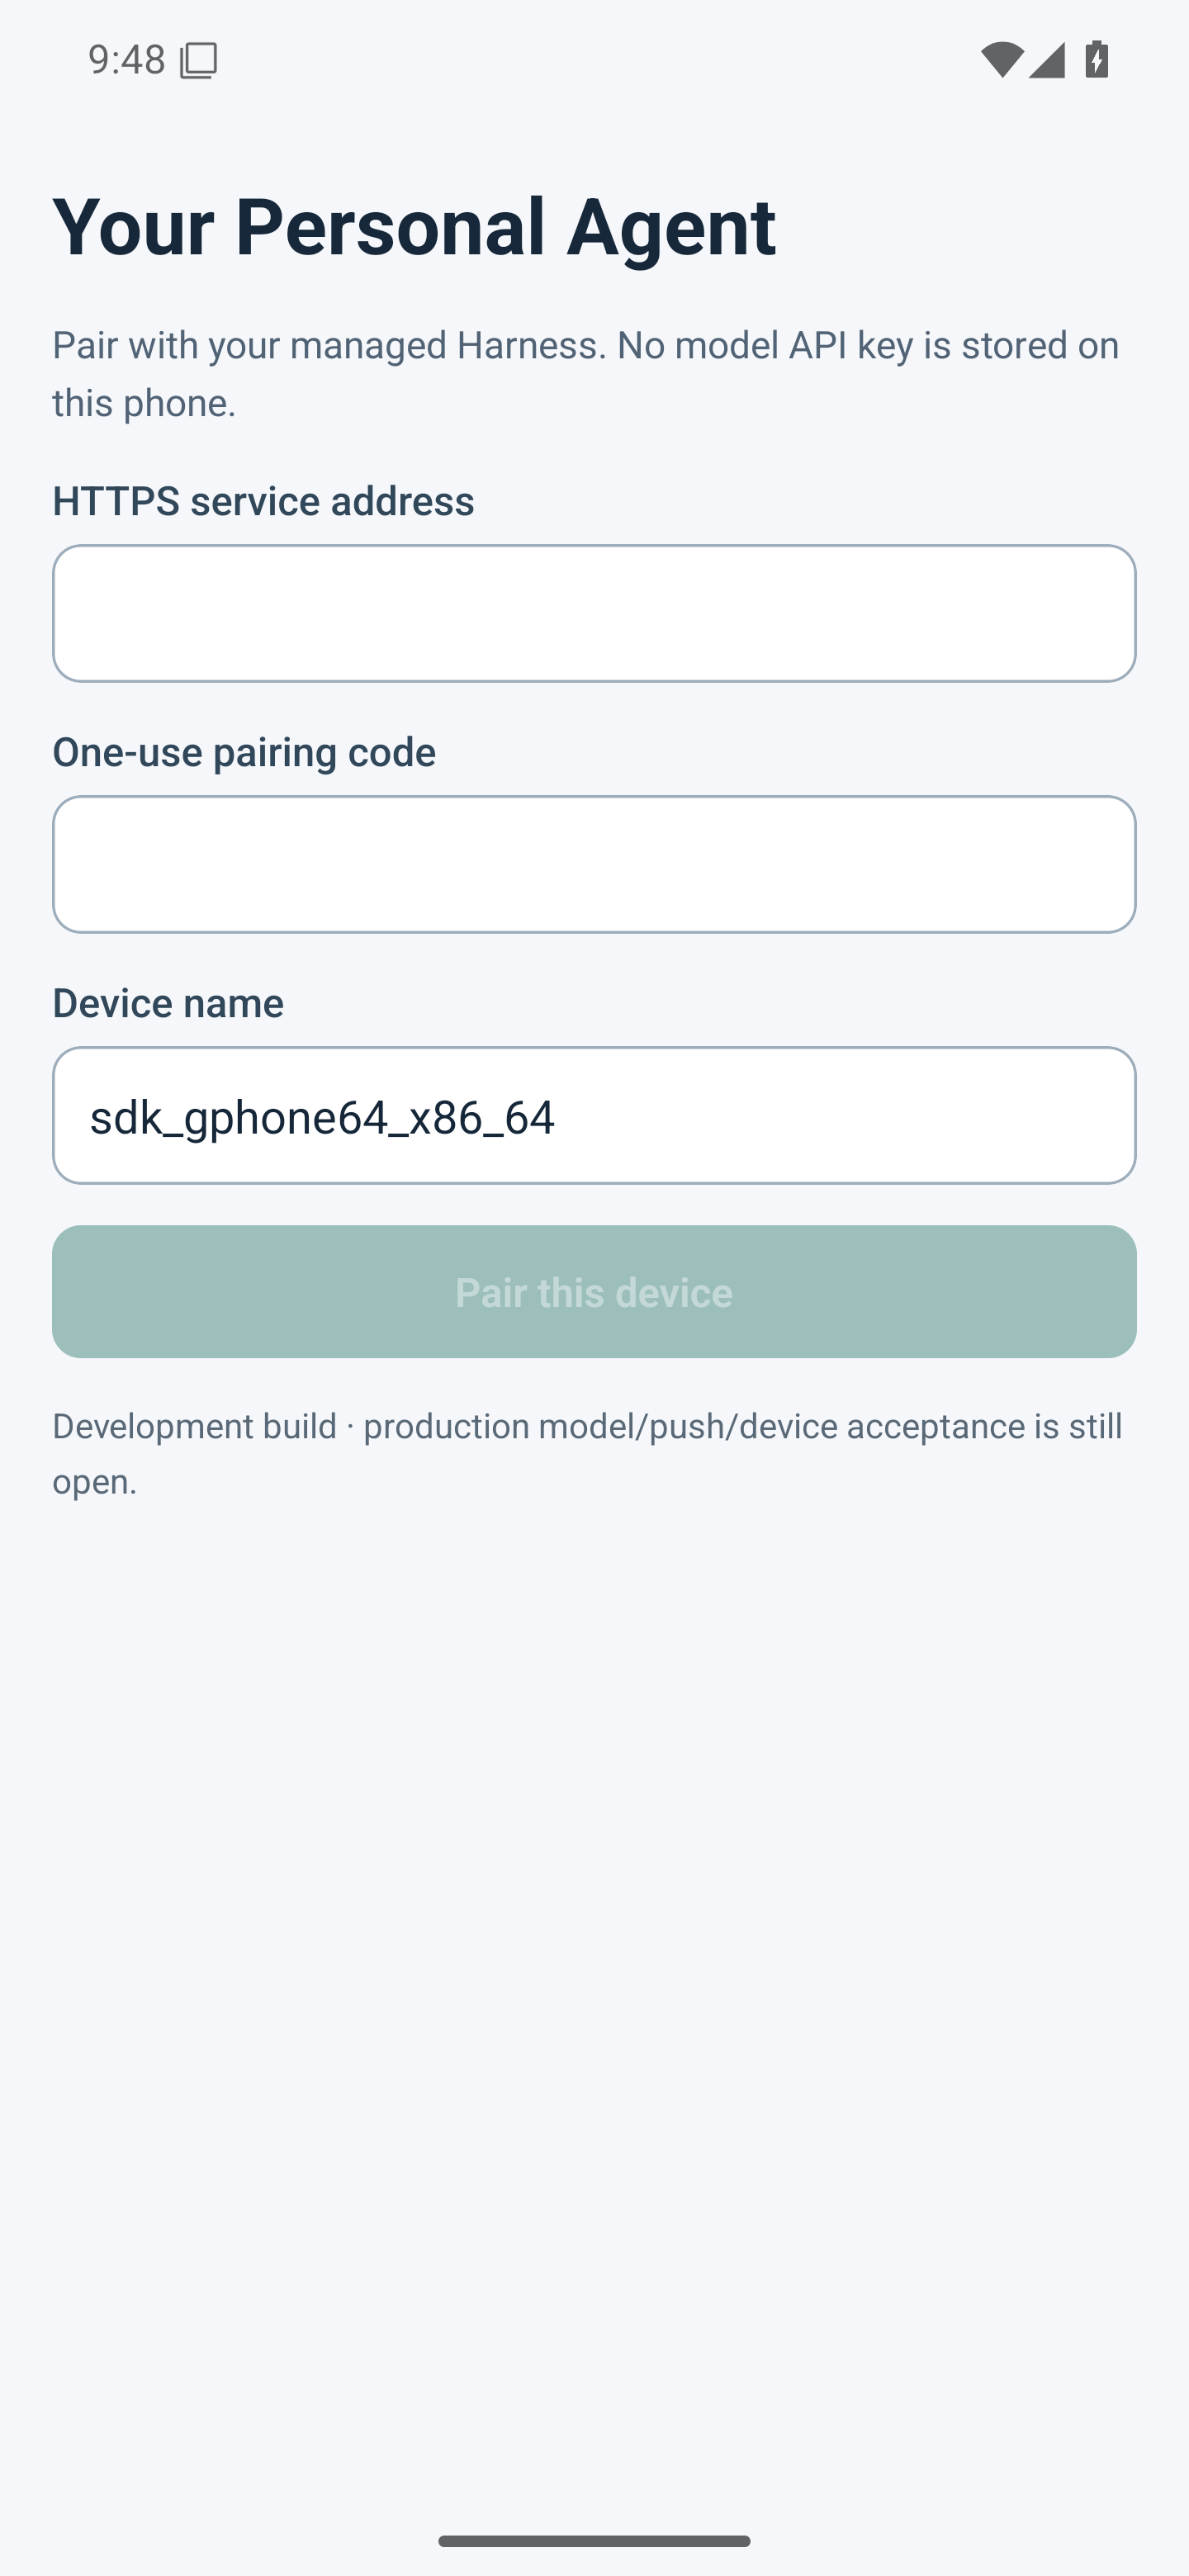 9:48
Your Personal Agent
Pair with your managed Harness. No model API key is stored on
this phone.
HTTPS service address
One-use pairing code
Device name
sdk_gphone64_x86_64
Pair this device
Development build · production model/push/device acceptance is still
open.